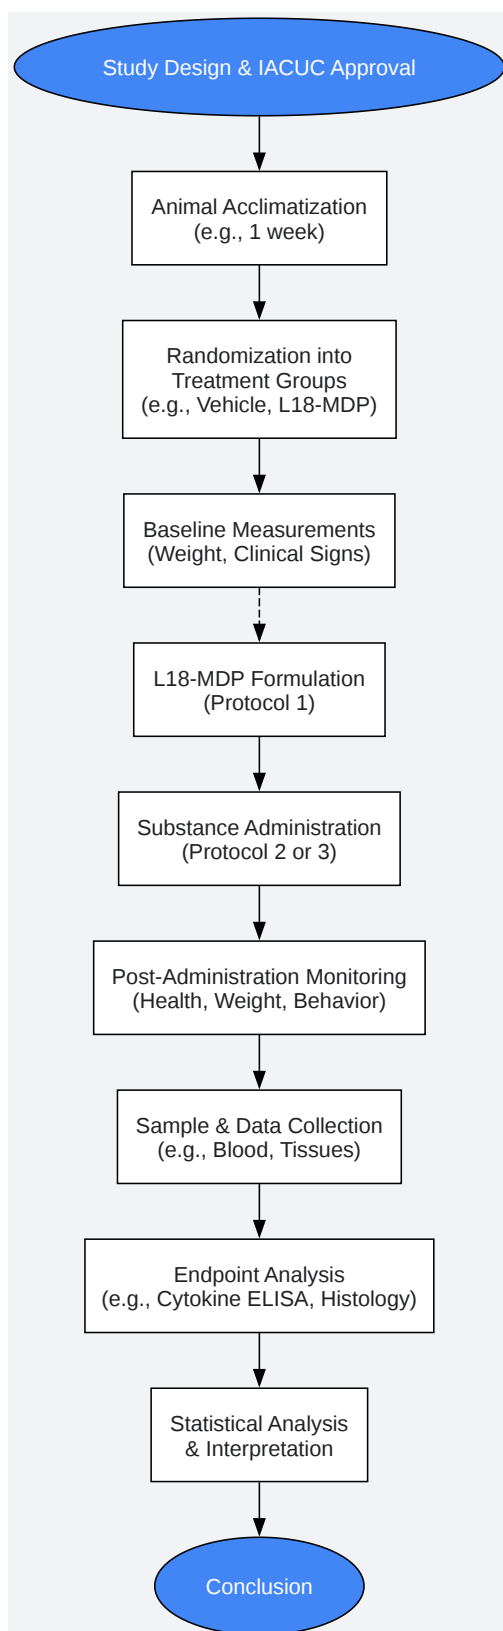 Study Design & IACUC Approval
Animal Acclimatization
(e.g., 1 week)
Randomization into
Treatment Groups
(e.g., Vehicle, L18-MDP)
Baseline Measurements
(Weight, Clinical Signs)
L18-MDP Formulation
(Protocol 1)
Substance Administration
(Protocol 2 or 3)
Post-Administration Monitoring
(Health, Weight, Behavior)
Sample & Data Collection
(e.g., Blood, Tissues)
Endpoint Analysis
(e.g., Cytokine ELISA, Histology)
Statistical Analysis
& Interpretation
Conclusion